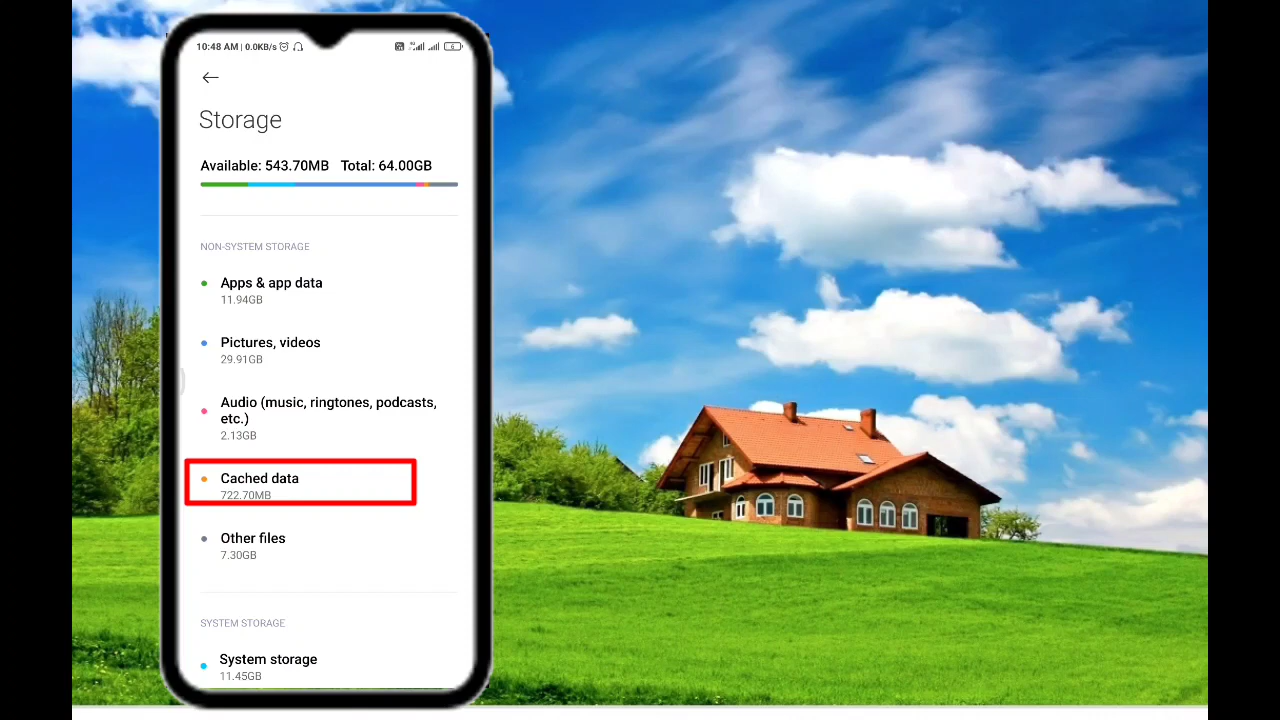 10:48 AM | 0.0KB/s
Storage
Available: 543.70MB Total: 64.00GB
NON-SYSTEM STORAGE
Apps & app data
11.94GB
Pictures, videos
29.91GB
Audio (music, ringtones, podcasts,
etc.)
2.13GB
Cached data
722.70MB
Other files
7.30GB
SYSTEM STORAGE
System storage
11.45GB